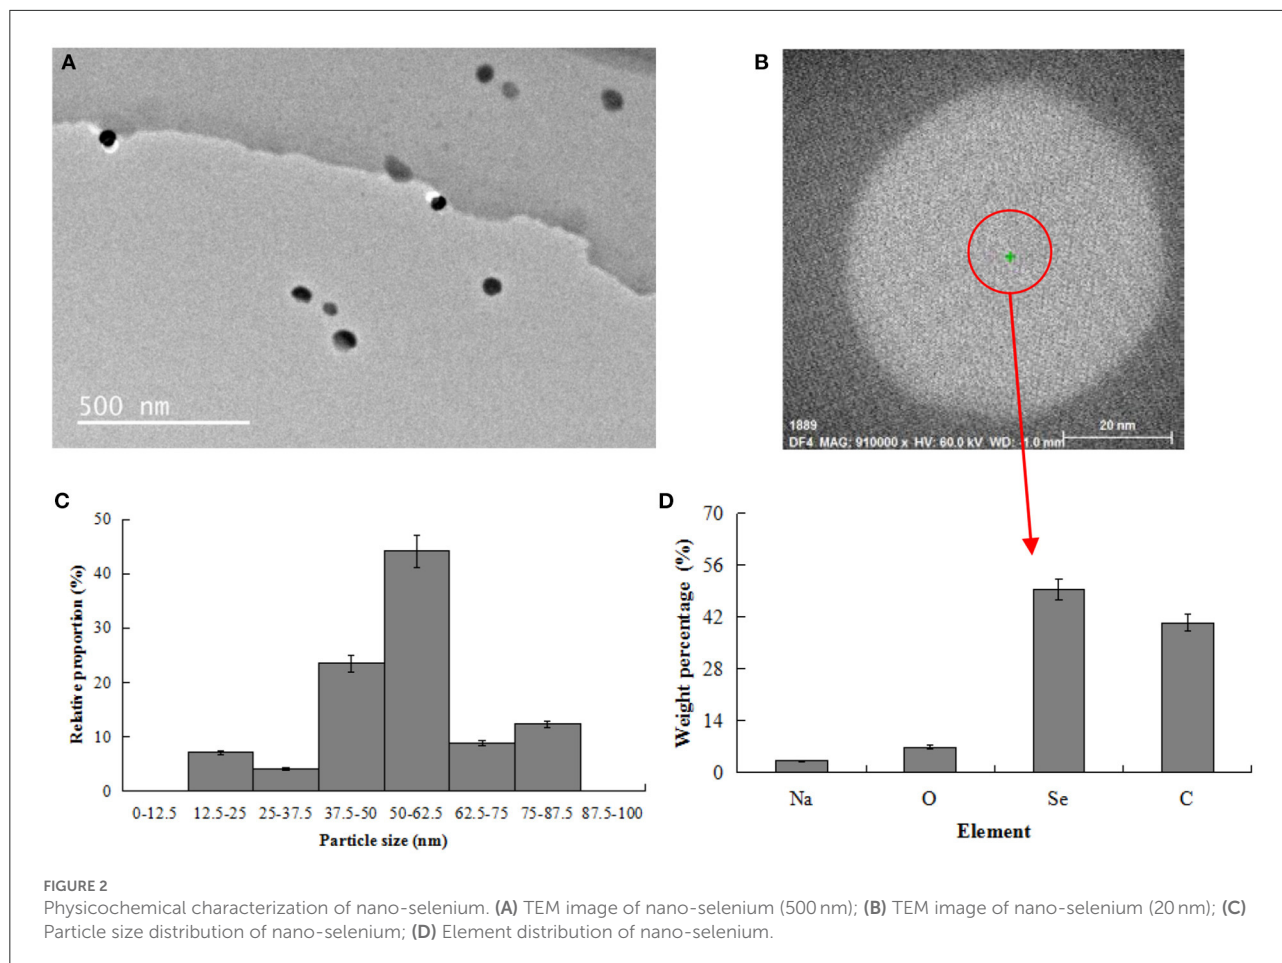 A
500 nm
B
1889
DF4 MAG: 910000 x HV: 60.0 kV WD: -1.0 mm
20 nm
C
50
40
30
20
10
0
Relative proportion (%)
0-12.5 12.5-25 25-37.5 37.5-50 50-62.5 62.5-75 75-87.5 87.5-100
Particle size (nm)
D
70
56
42
28
14
0
Weight percentage (%)
Na O Se C
Element
FIGURE 2
Physicochemical characterization of nano-selenium. (A) TEM image of nano-selenium (500 nm); (B) TEM image of nano-selenium (20 nm); (C)
Particle size distribution of nano-selenium; (D) Element distribution of nano-selenium.